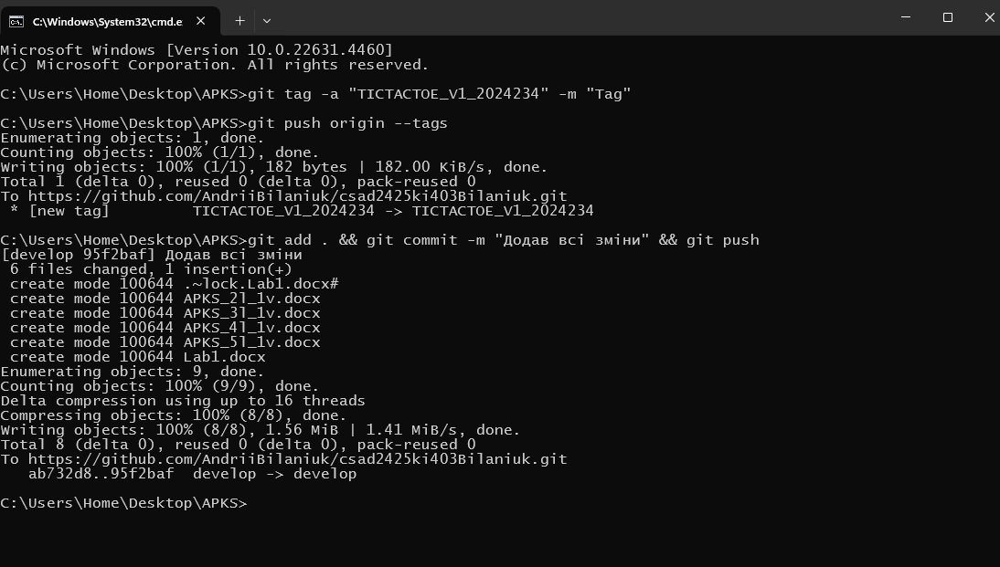 C:\Windows\System32\cmd.e
Microsoft Windows [Version 10.0.22631.4460]
(c) Microsoft Corporation. All rights reserved.
C:\Users\Home\Desktop\APKS>git tag -a "TICTACTOE_V1_2024234" -m "Tag"
C:\Users\Home\Desktop\APKS>git push origin --tags
Enumerating objects: 1, done.
Counting objects: 100% (1/1), done.
Writing objects: 100% (1/1), 182 bytes | 182.00 KiB/s, done.
Total 1 (delta 0), reused 0 (delta 0), pack-reused 0
To https://github.com/AndriiBilaniuk/csad2425ki403Bilaniuk.git
 * [new tag]         TICTACTOE_V1_2024234 -> TICTACTOE_V1_2024234
C:\Users\Home\Desktop\APKS>git add . && git commit -m "Додав всі зміни" && git push
[develop 95f2baf] Додав всі зміни
 6 files changed, 1 insertion(+)
 create mode 100644 .~lock.Lab1.docx#
 create mode 100644 APKS_2l_1v.docx
 create mode 100644 APKS_3l_1v.docx
 create mode 100644 APKS_4l_1v.docx
 create mode 100644 APKS_5l_1v.docx
 create mode 100644 Lab1.docx
Enumerating objects: 9, done.
Counting objects: 100% (9/9), done.
Delta compression using up to 16 threads
Compressing objects: 100% (8/8), done.
Writing objects: 100% (8/8), 1.56 MiB | 1.41 MiB/s, done.
Total 8 (delta 0), reused 0 (delta 0), pack-reused 0
To https://github.com/AndriiBilaniuk/csad2425ki403Bilaniuk.git
   ab732d8..95f2baf  develop -> develop
C:\Users\Home\Desktop\APKS>